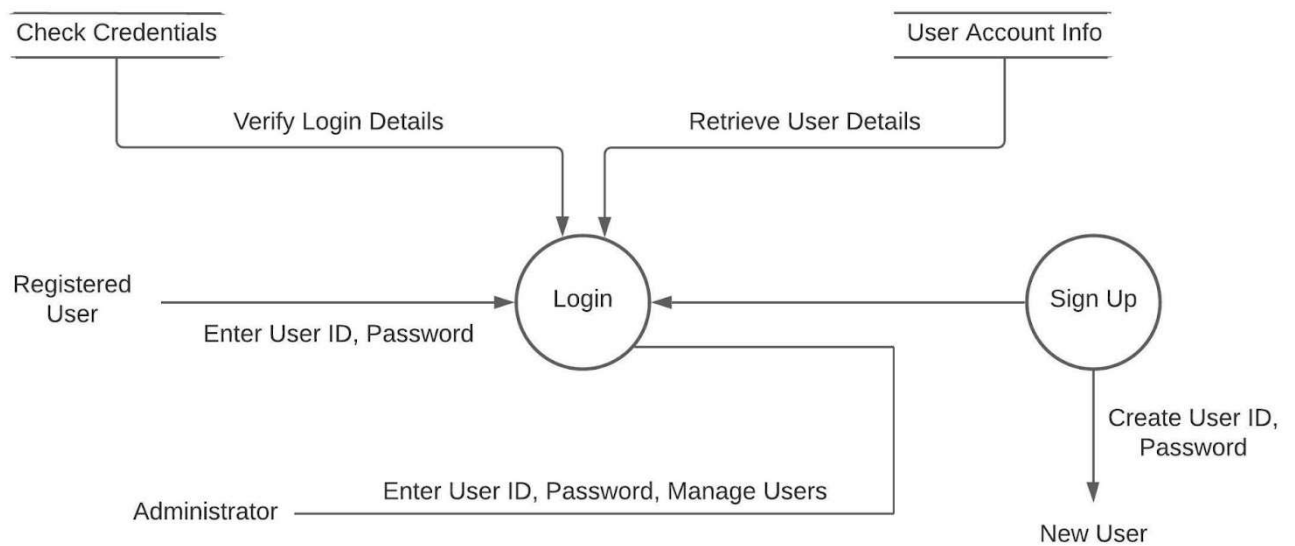 Check Credentials
User Account Info
Verify Login Details
Retrieve User Details
Registered
User
Login
Sign Up
Enter User ID, Password
Create User ID,
Password
Enter User ID, Password, Manage Users
Administrator
New User